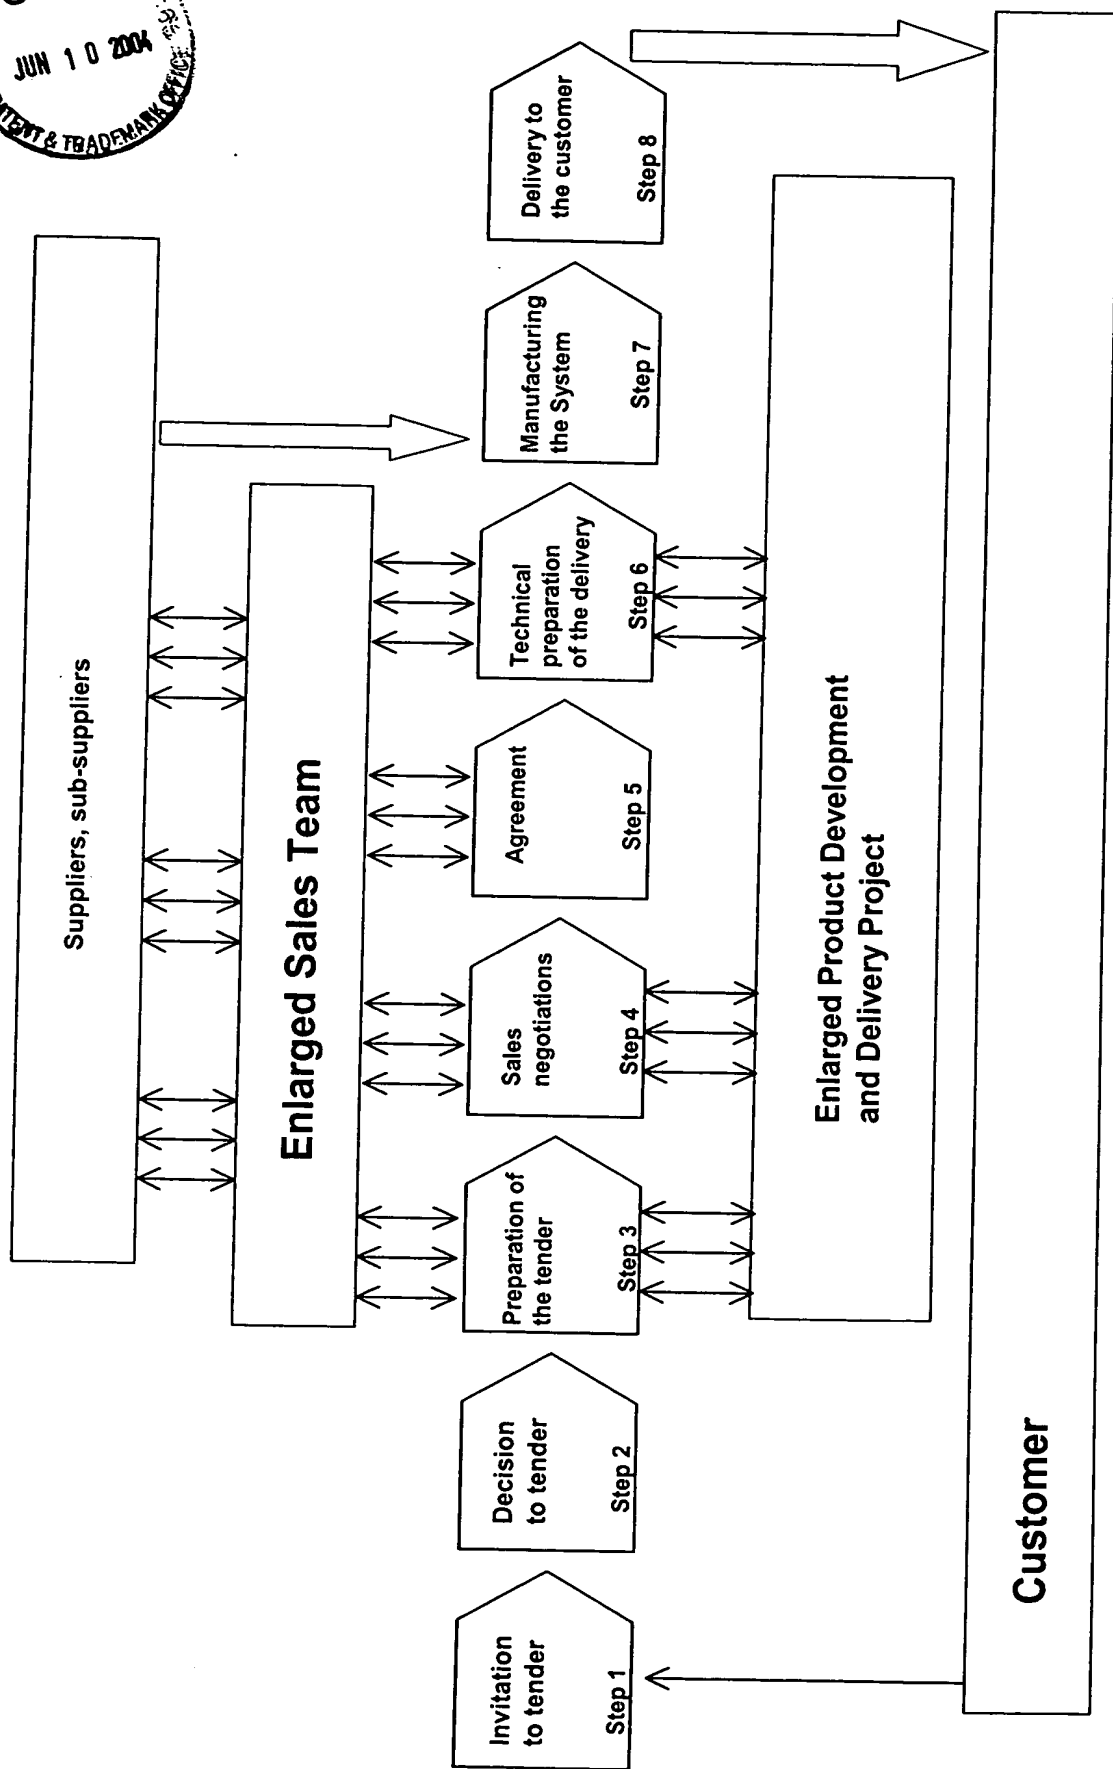 JUN 10 2004
PATENT & TRADEMARK OFFICE
Suppliers, sub-suppliers
Enlarged Sales Team
Invitation
to tender
Step 1
Decision
to tender
Step 2
Preparation of
the tender
Step 3
Sales
negotiations
Step 4
Agreement
Step 5
Technical
preparation
of the delivery
Step 6
Manufacturing
the System
Step 7
Delivery to
the customer
Step 8
Enlarged Product Development
and Delivery Project
Customer